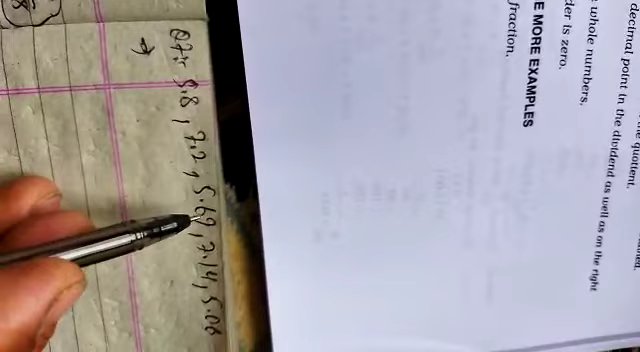 Q7: 5.8, 7.2, 5.69, 7.14, 5.06
the quotient.
decimal point in the dividend as well as on the right
whole numbers.
der is zero.
E MORE EXAMPLES
fraction.